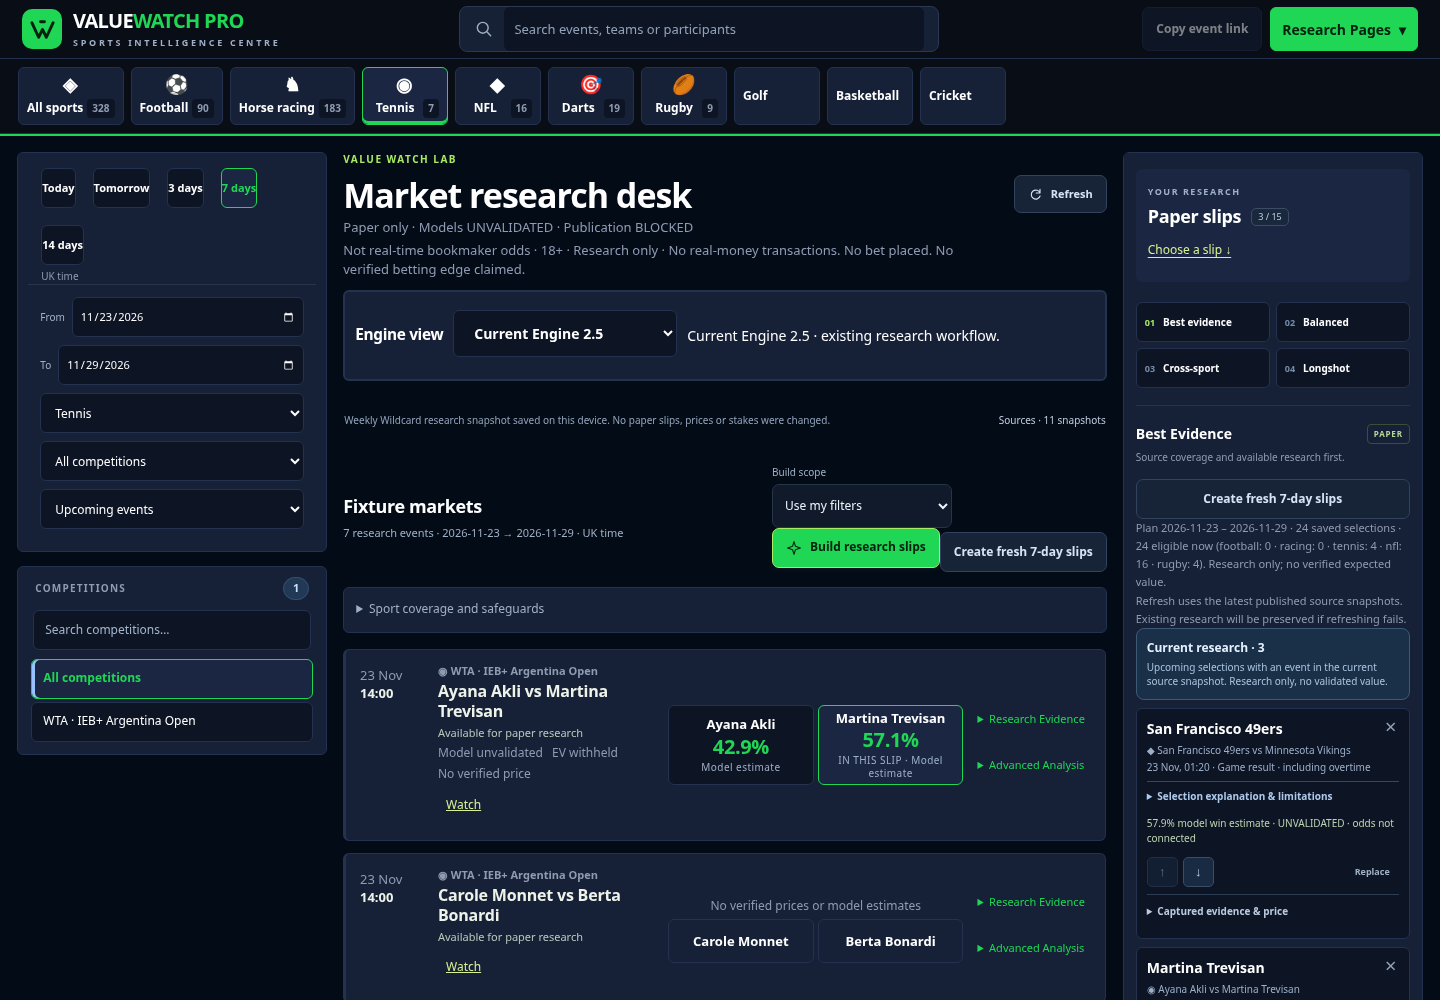 VALUEWATCH PRO
SPORTS INTELLIGENCE CENTRE
Search events, teams or participants
Copy event link
Research Pages ▾
All sports 328
Football 90
Horse racing 183
Tennis 7
NFL 16
Darts 19
Rugby 9
Golf
Basketball
Cricket
Today
Tomorrow
3 days
7 days
14 days
UK time
From 11/23/2026
To 11/29/2026
Tennis
All competitions
Upcoming events
COMPETITIONS 1
Search competitions...
All competitions
WTA · IEB+ Argentina Open
VALUE WATCH LAB
Market research desk
Refresh
Paper only · Models UNVALIDATED · Publication BLOCKED
Not real-time bookmaker odds · 18+ · Research only · No real-money transactions. No bet placed. No
verified betting edge claimed.
Engine view
Current Engine 2.5
Current Engine 2.5 · existing research workflow.
Weekly Wildcard research snapshot saved on this device. No paper slips, prices or stakes were changed.
Sources · 11 snapshots
Fixture markets
7 research events · 2026-11-23 → 2026-11-29 · UK time
Build scope
Use my filters
Build research slips
Create fresh 7-day slips
▶ Sport coverage and safeguards
23 Nov
14:00
◉ WTA · IEB+ Argentina Open
Ayana Akli vs Martina
Trevisan
Available for paper research
Model unvalidated EV withheld
No verified price
Watch
Ayana Akli
42.9%
Model estimate
Martina Trevisan
57.1%
IN THIS SLIP · Model
estimate
▶ Research Evidence
▶ Advanced Analysis
23 Nov
14:00
◉ WTA · IEB+ Argentina Open
Carole Monnet vs Berta
Bonardi
Available for paper research
Watch
No verified prices or model estimates
Carole Monnet
Berta Bonardi
▶ Research Evidence
▶ Advanced Analysis
YOUR RESEARCH
Paper slips 3 / 15
Choose a slip ↓
01 Best evidence
02 Balanced
03 Cross-sport
04 Longshot
Best Evidence PAPER
Source coverage and available research first.
Create fresh 7-day slips
Plan 2026-11-23 – 2026-11-29 · 24 saved selections ·
24 eligible now (football: 0 · racing: 0 · tennis: 4 · nfl:
16 · rugby: 4). Research only; no verified expected
value.
Refresh uses the latest published source snapshots.
Existing research will be preserved if refreshing fails.
Current research · 3
Upcoming selections with an event in the current
source snapshot. Research only, no validated value.
San Francisco 49ers ×
◆ San Francisco 49ers vs Minnesota Vikings
23 Nov, 01:20 · Game result · including overtime
▶ Selection explanation & limitations
57.9% model win estimate · UNVALIDATED · odds not
connected
↑ ↓ Replace
▶ Captured evidence & price
Martina Trevisan ×
◉ Ayana Akli vs Martina Trevisan